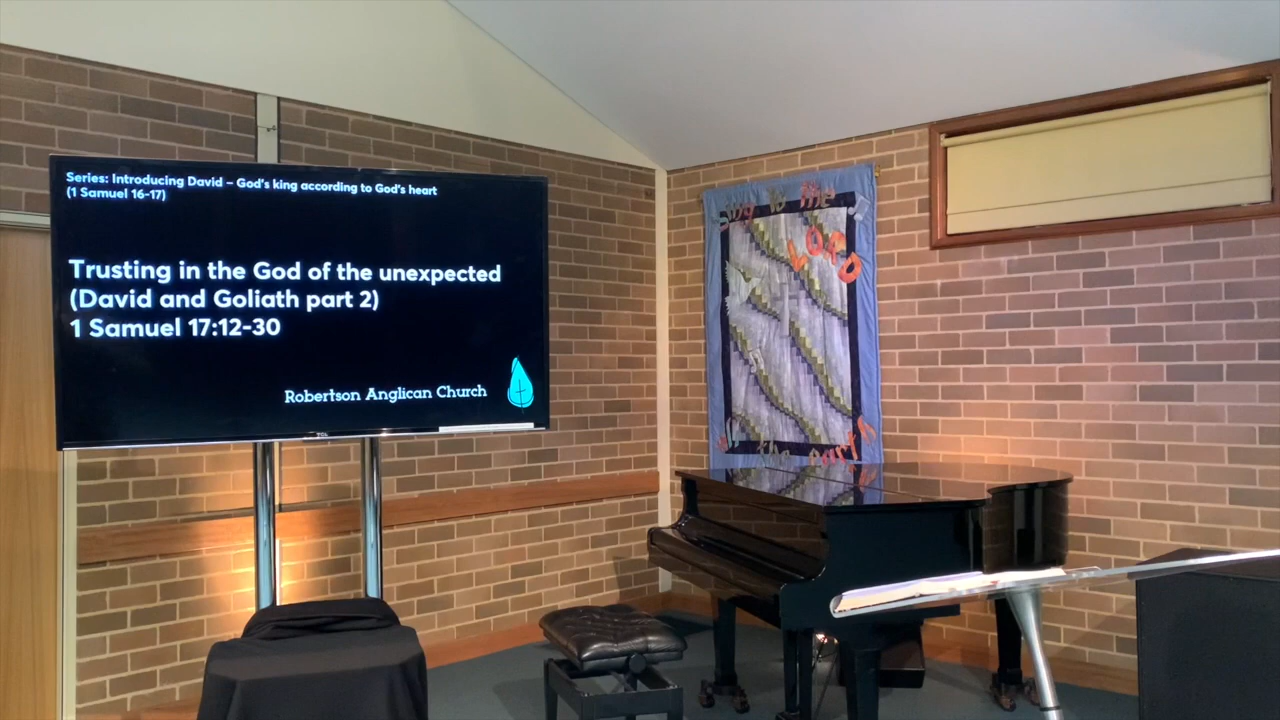 Series: Introducing David – God's king according to God's heart
(1 Samuel 16-17)
Trusting in the God of the unexpected
(David and Goliath part 2)
1 Samuel 17:12-30
Robertson Anglican Church
TCL
Sing to the
LORD
all the earth